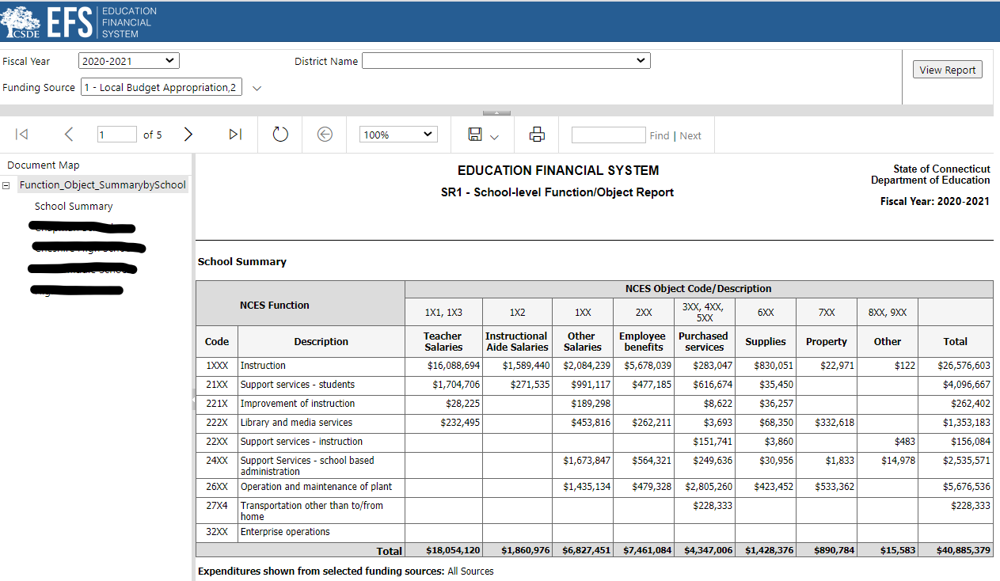 CSDE EFS EDUCATION
FINANCIAL
SYSTEM
Fiscal Year 2020-2021 District Name View Report
Funding Source 1 - Local Budget Appropriation,2
1 of 5 100% Find | Next
Document Map
Function_Object_SummarybySchool
School Summary
EDUCATION FINANCIAL SYSTEM
SR1 - School-level Function/Object Report
State of Connecticut
Department of Education
Fiscal Year: 2020-2021
School Summary
NCES Function NCES Object Code/Description
1X1, 1X3 1X2 1XX 2XX 3XX, 4XX, 5XX 6XX 7XX 8XX, 9XX
Code Description Teacher Salaries Instructional Aide Salaries Other Salaries Employee benefits Purchased services Supplies Property Other Total
1XXX Instruction $16,088,694 $1,589,440 $2,084,239 $5,678,039 $283,047 $830,051 $22,971 $122 $26,576,603
21XX Support services - students $1,704,706 $271,535 $991,117 $477,185 $616,674 $35,450 $4,096,667
221X Improvement of instruction $28,225 $189,298 $8,622 $36,257 $262,402
222X Library and media services $232,495 $453,816 $262,211 $3,693 $68,350 $332,618 $1,353,183
22XX Support services - instruction $151,741 $3,860 $483 $156,084
24XX Support Services - school based administration $1,673,847 $564,321 $249,636 $30,956 $1,833 $14,978 $2,535,571
26XX Operation and maintenance of plant $1,435,134 $479,328 $2,805,260 $423,452 $533,362 $5,676,536
27X4 Transportation other than to/from home $228,333 $228,333
32XX Enterprise operations
Total $18,054,120 $1,860,976 $6,827,451 $7,461,084 $4,347,006 $1,428,376 $890,784 $15,583 $40,885,379
Expenditures shown from selected funding sources: All Sources